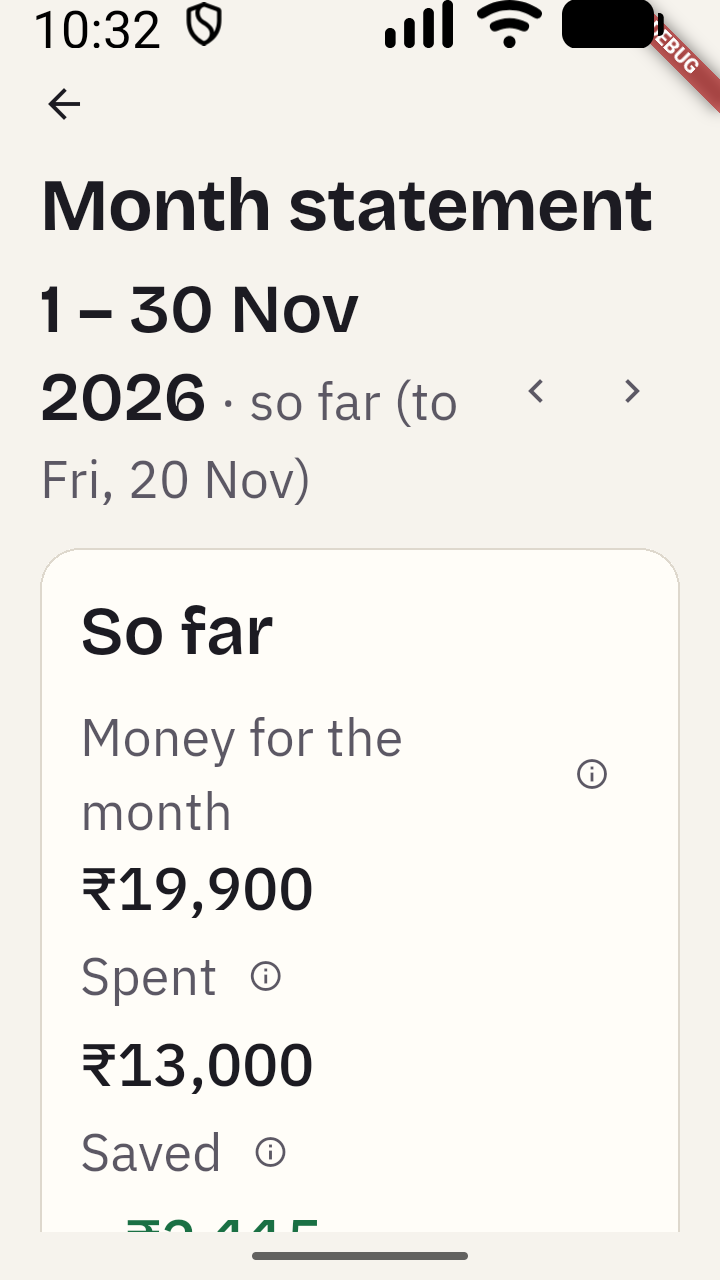 10:32
DEBUG
Month statement
1 – 30 Nov
2026 · so far (to
Fri, 20 Nov)
So far
Money for the
month
₹19,900
Spent
₹13,000
Saved